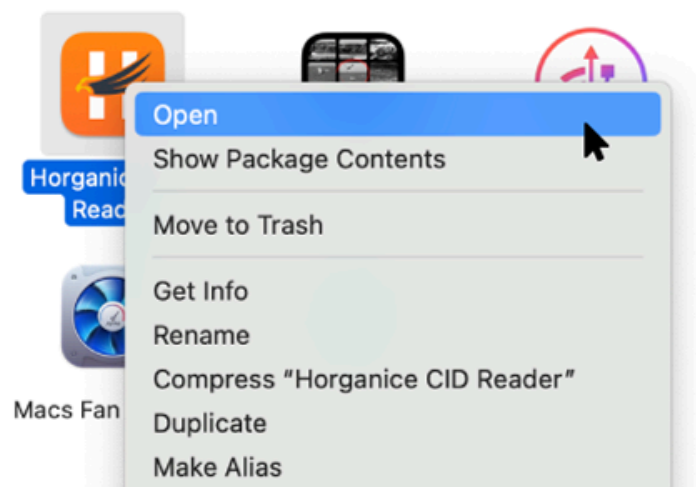 Open
Show Package Contents
Horganic
Read
Move to Trash
Get Info
Rename
Compress “Horganice CID Reader”
Macs Fan
Duplicate
Make Alias